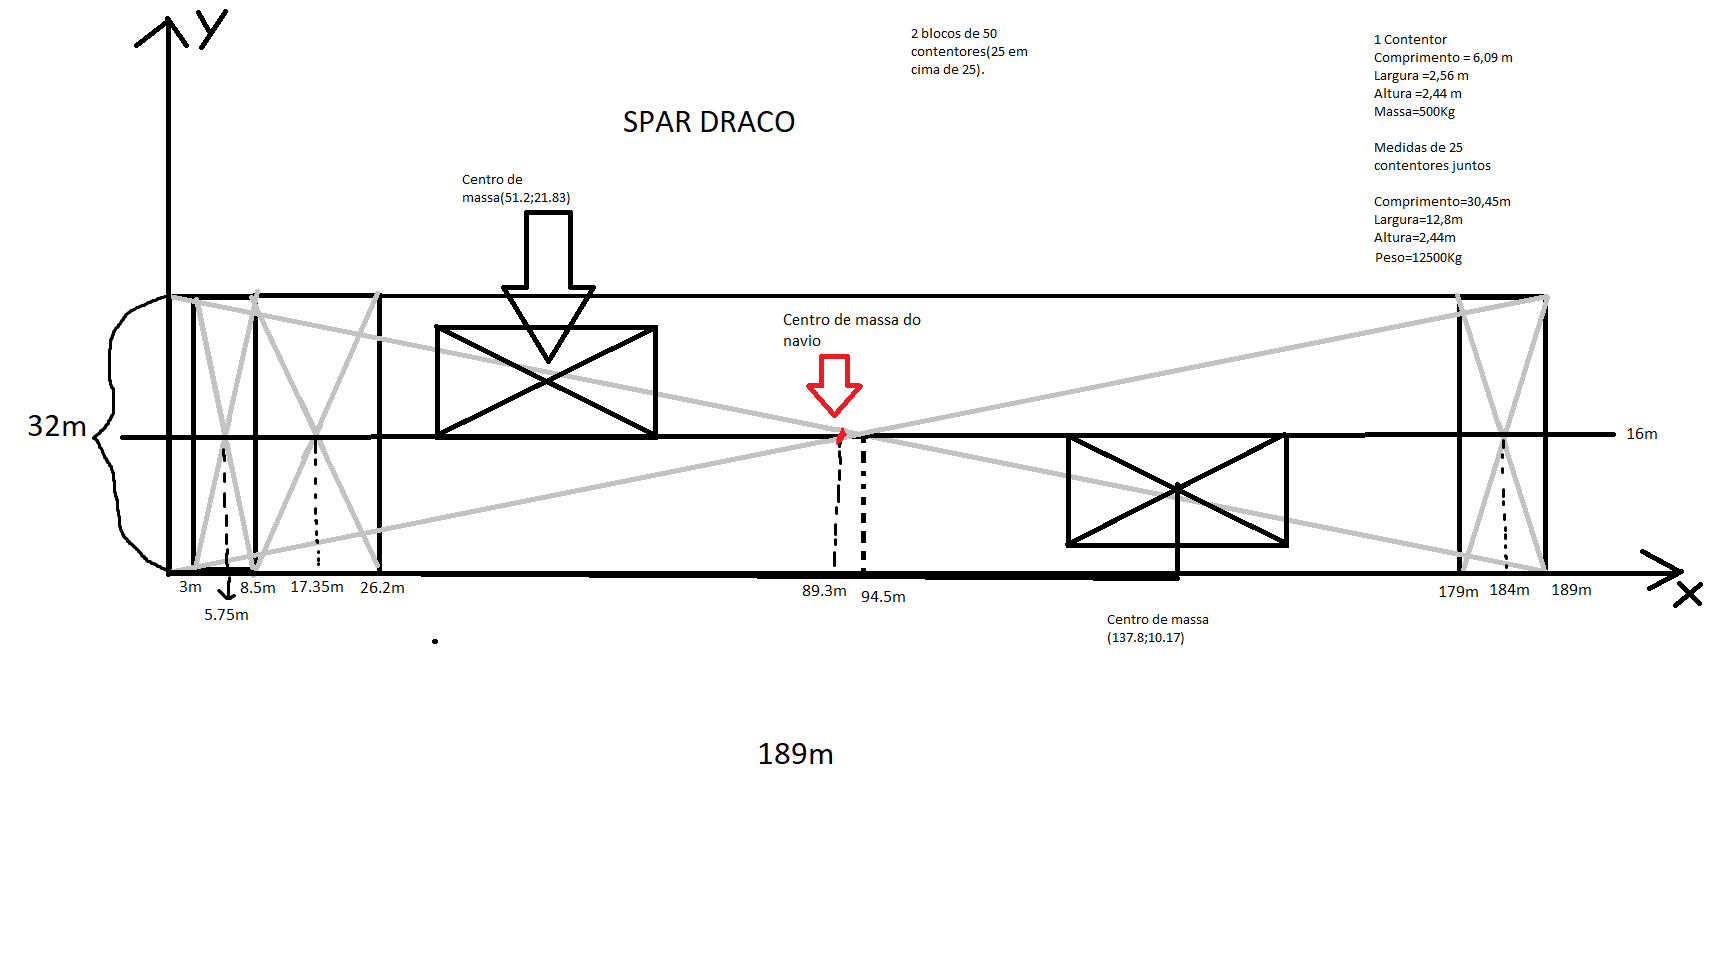 Y
2 blocos de 50
contentores(25 em
cima de 25).
1 Contentor
Comprimento = 6,09 m
Largura =2,56 m
Altura =2,44 m
Massa=500Kg
SPAR DRACO
Medidas de 25
contentores juntos
Centro de
massa(51.2;21.83)
Comprimento=30,45m
Largura=12,8m
Altura=2,44m
Peso=12500Kg
Centro de massa do
navio
32m
16m
3m
8.5m
17.35m
26.2m
89.3m
94.5m
179m
184m
189m
X
5.75m
Centro de massa
(137.8;10.17)
189m